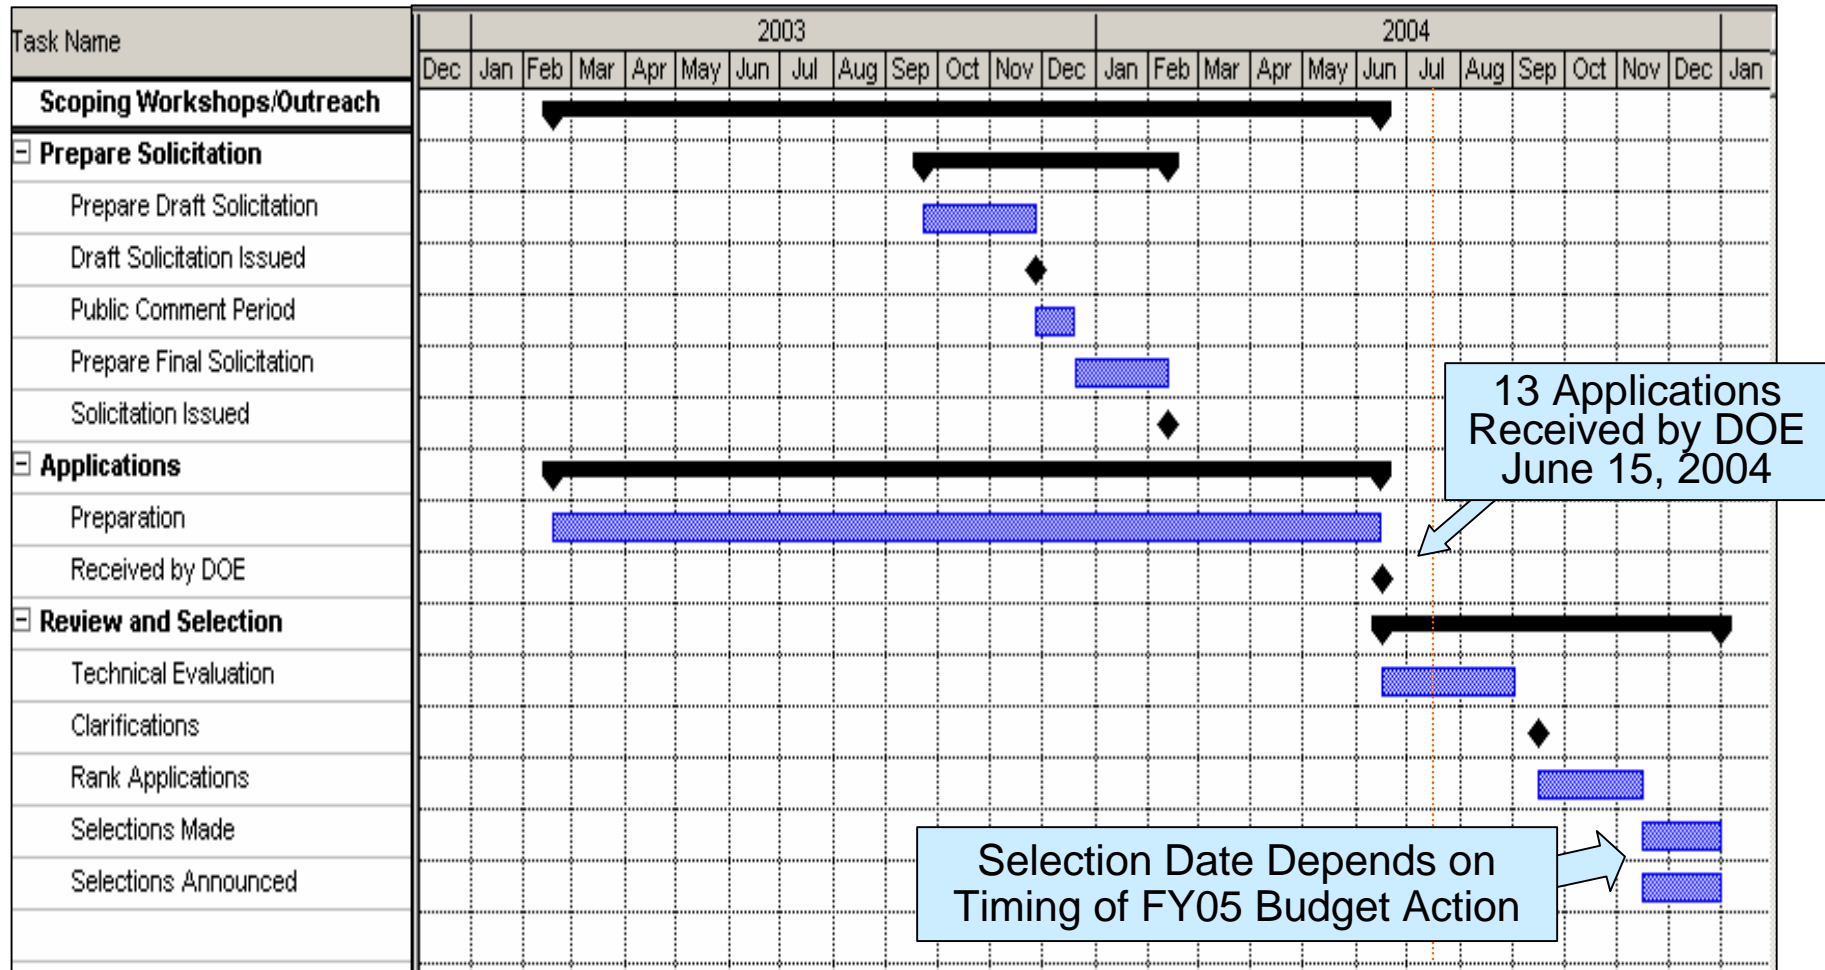 Task Name
2003 2004
Dec Jan Feb Mar Apr May Jun Jul Aug Sep Oct Nov Dec Jan Feb Mar Apr May Jun Jul Aug Sep Oct Nov Dec Jan
Scoping Workshops/Outreach
Prepare Solicitation
Prepare Draft Solicitation
Draft Solicitation Issued
Public Comment Period
Prepare Final Solicitation
Solicitation Issued
13 Applications
Received by DOE
June 15, 2004
Applications
Preparation
Received by DOE
Review and Selection
Technical Evaluation
Clarifications
Rank Applications
Selections Made
Selections Announced
Selection Date Depends on
Timing of FY05 Budget Action